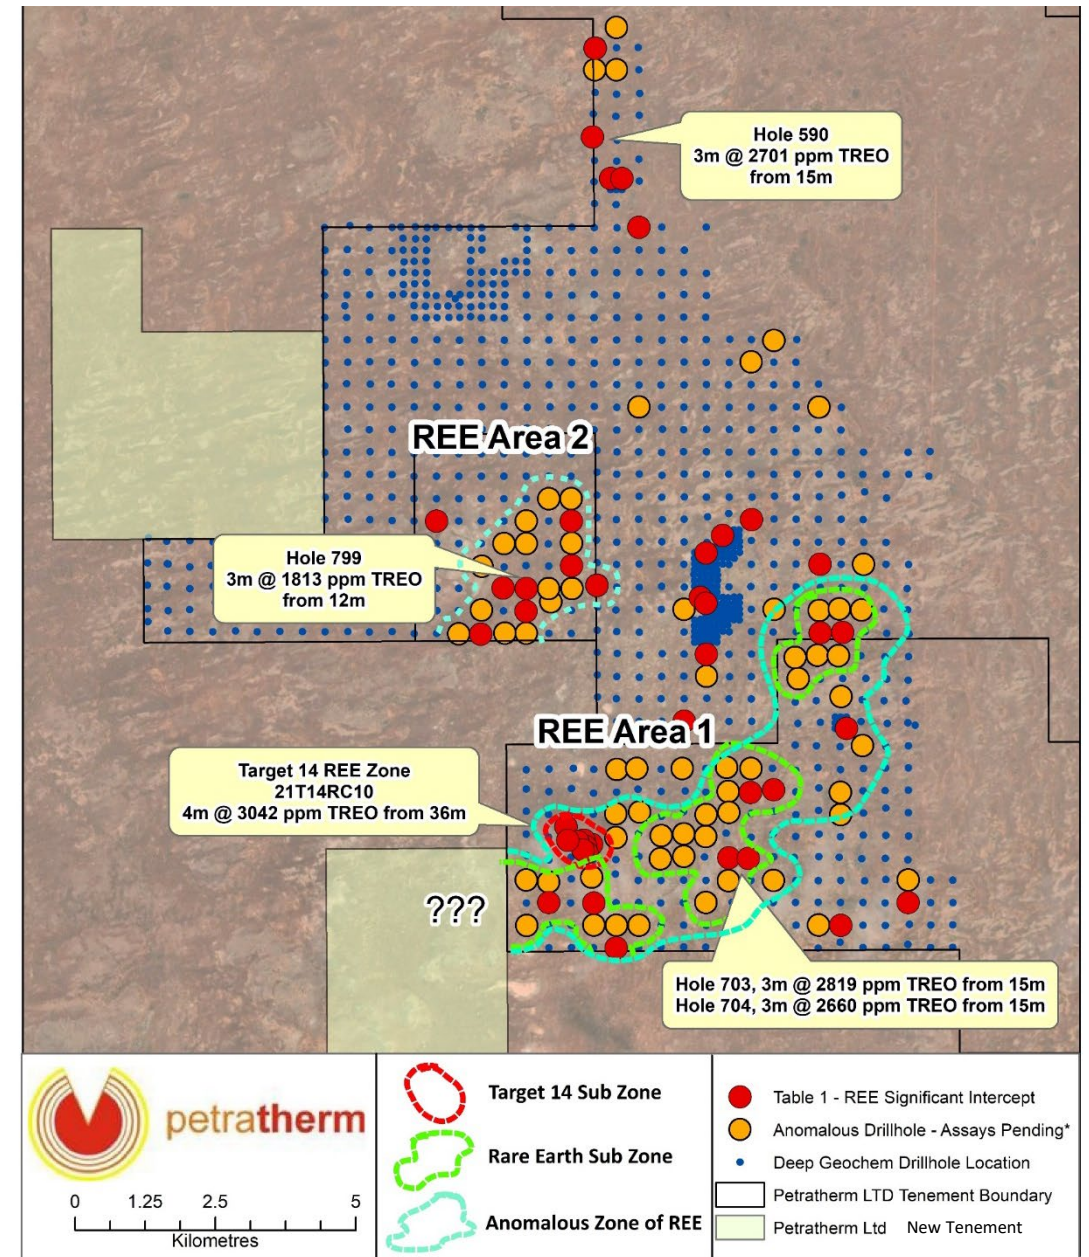 Hole 590
3m @ 2701 ppm TREO
from 15m
REE Area 2
Hole 799
3m @ 1813 ppm TREO
from 12m
REE Area 1
Target 14 REE Zone
21T14RC10
4m @ 3042 ppm TREO from 36m
???
Hole 703, 3m @ 2819 ppm TREO from 15m
Hole 704, 3m @ 2660 ppm TREO from 15m
petratherm
0 1.25 2.5 5
Kilometres
Target 14 Sub Zone
Rare Earth Sub Zone
Anomalous Zone of REE
Table 1 - REE Significant Intercept
Anomalous Drillhole - Assays Pending*
Deep Geochem Drillhole Location
Petratherm LTD Tenement Boundary
Petratherm Ltd New Tenement